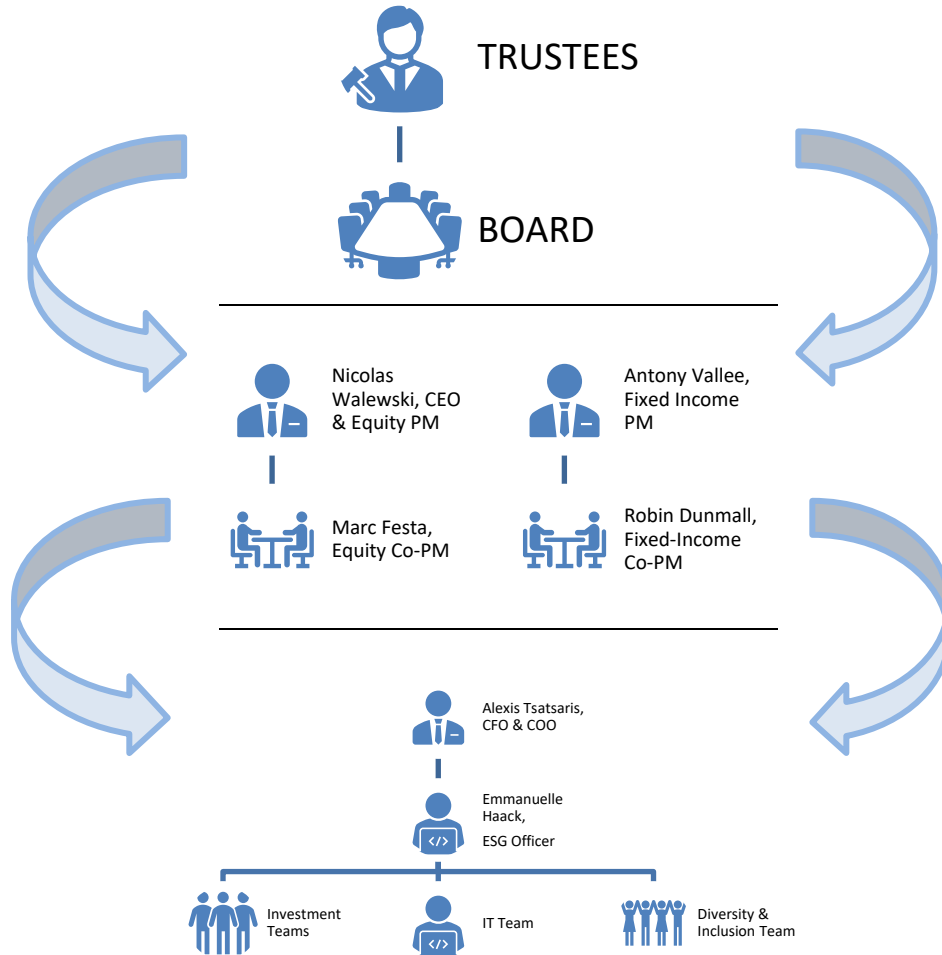 TRUSTEES
BOARD
Nicolas
Walewski, CEO
& Equity PM
Antony Vallee,
Fixed Income
PM
Marc Festa,
Equity Co-PM
Robin Dunmall,
Fixed-Income
Co-PM
Alexis Tsatsaris,
CFO & COO
Emmanuelle
Haack,
ESG Officer
</>
Investment
Teams
IT Team
</>
Diversity &
Inclusion Team